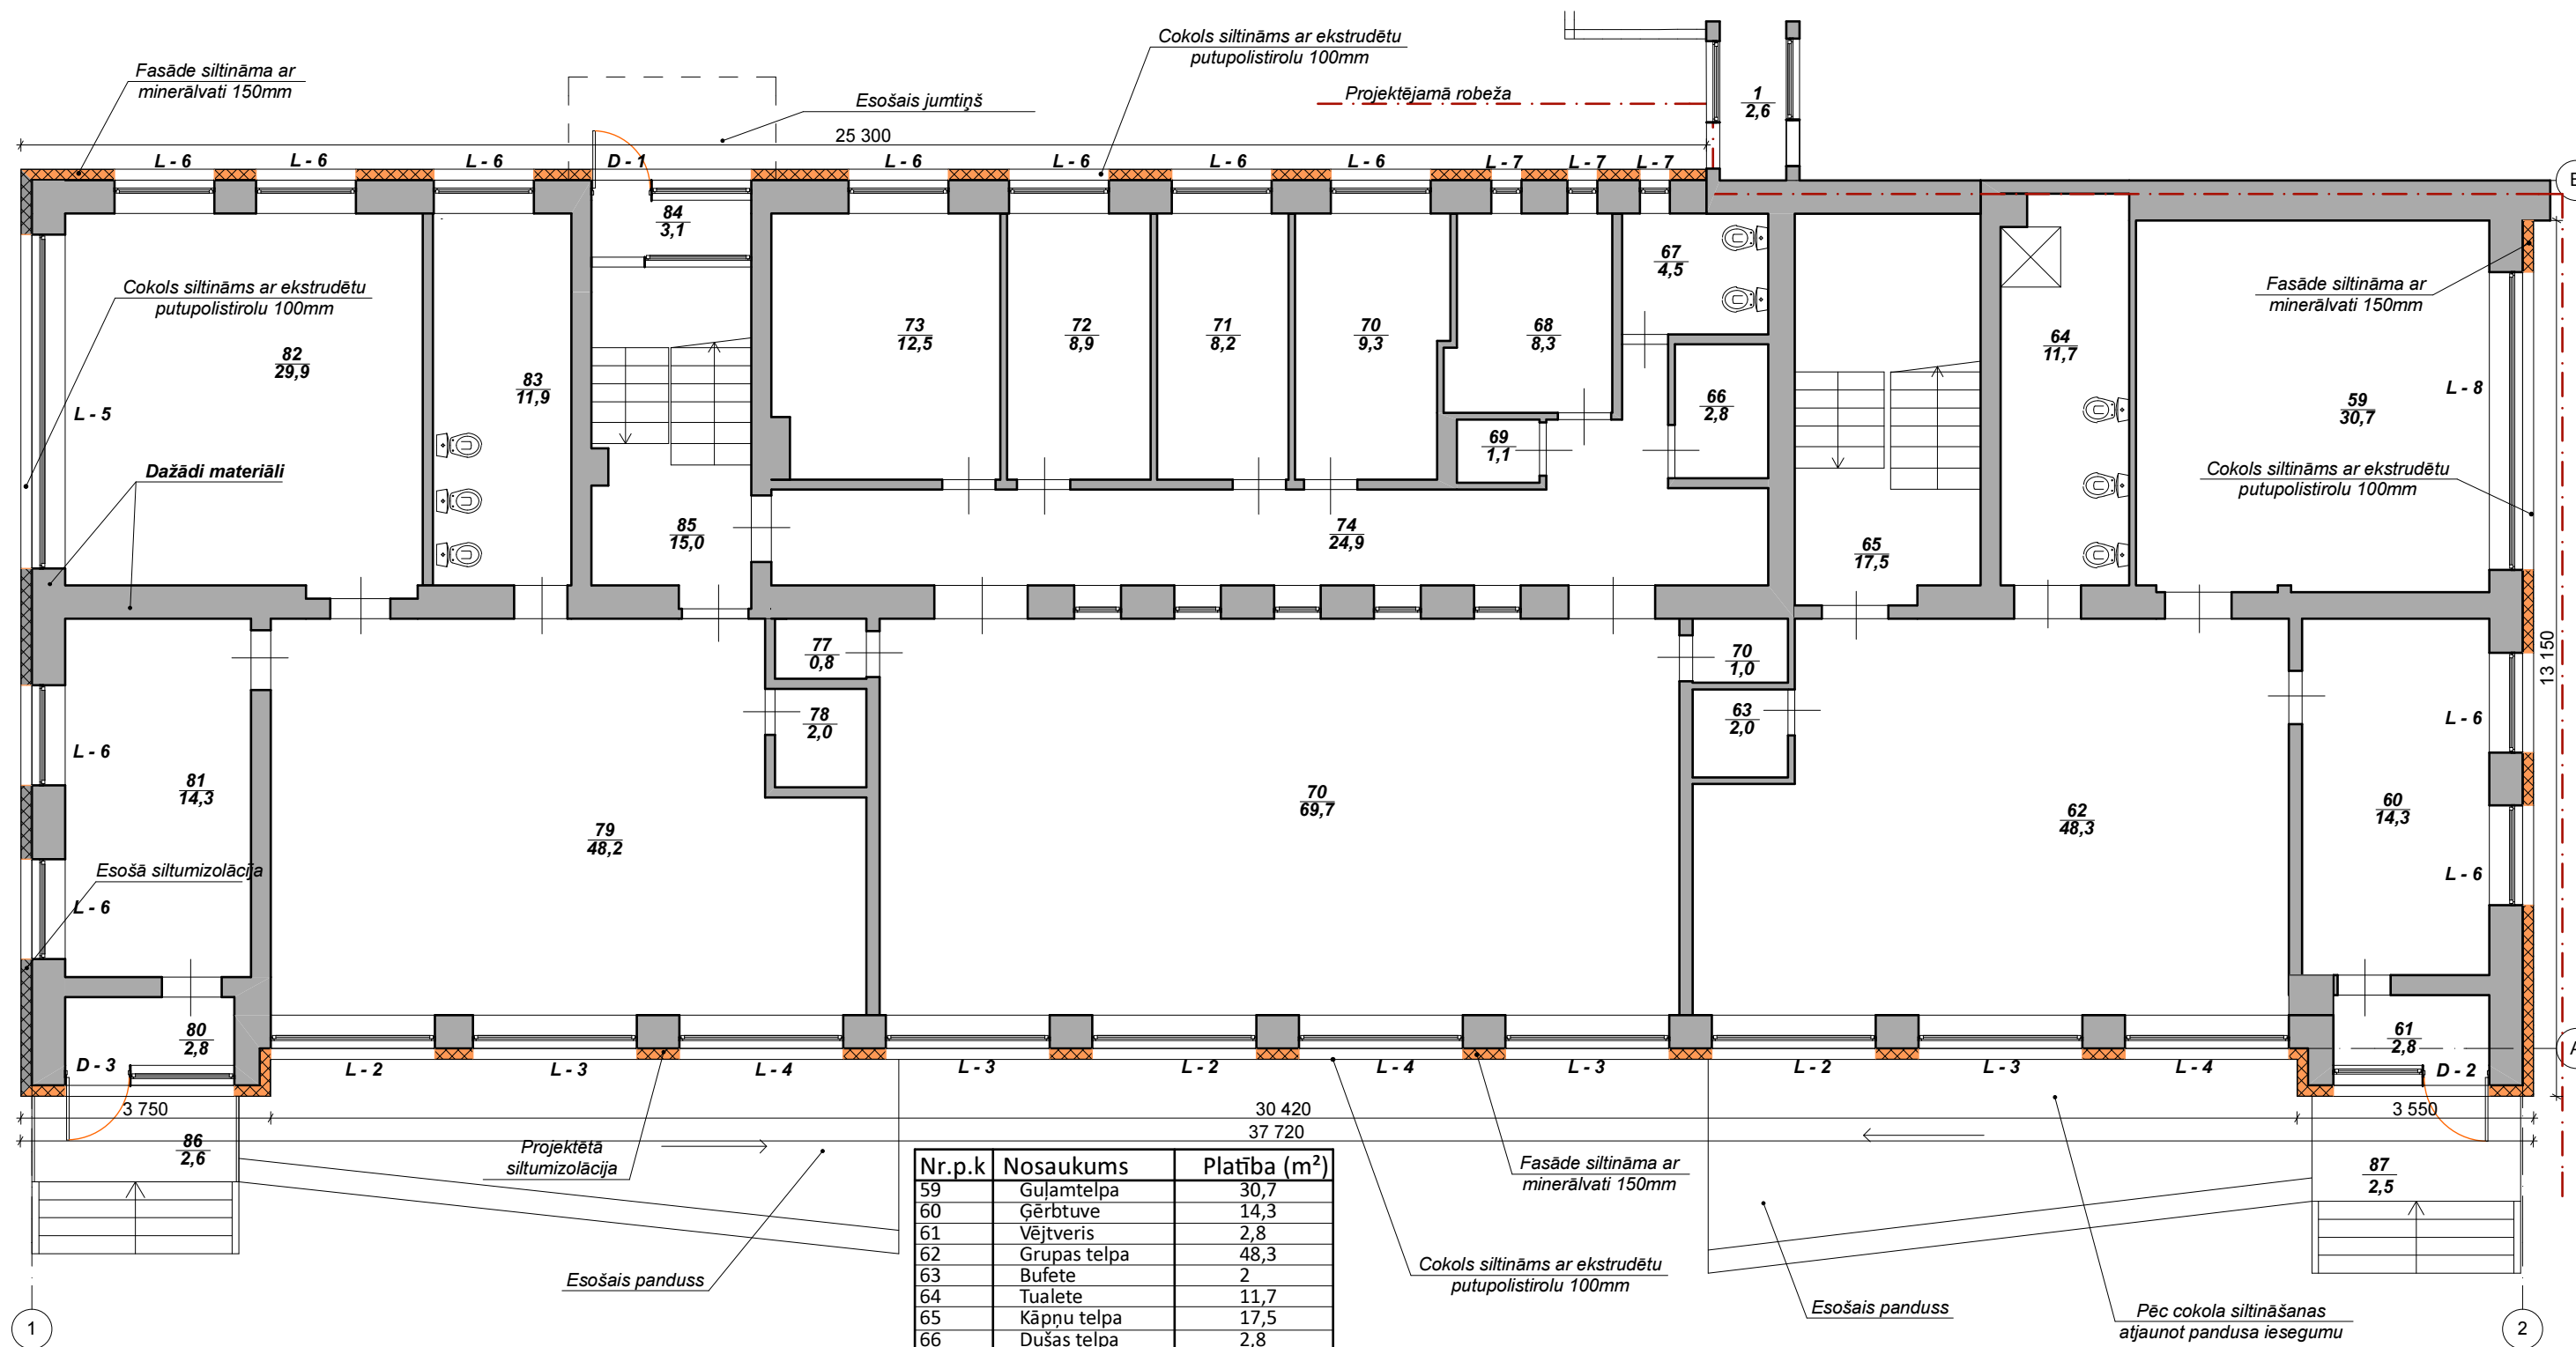 Cokols siltināms ar ekstrudētu
putupolistirolu 100mm
Fasāde siltināma ar
minerālvati 150mm
Esošais jumtiņš
Projektējamā robeža
1
2,6
25 300
L - 6
L - 6
L - 6
D - 1
L - 6
L - 6
L - 6
L - 6
L - 7
L - 7
L - 7
84
3,1
67
4,5
Cokols siltināms ar ekstrudētu
putupolistirolu 100mm
Fasāde siltināma ar
minerālvati 150mm
82
29,9
83
11,9
73
12,5
72
8,9
71
8,2
70
9,3
68
8,3
64
11,7
66
2,8
59
30,7
L - 5
L - 8
69
1,1
Dažādi materiāli
Cokols siltināms ar ekstrudētu
putupolistirolu 100mm
85
15,0
74
24,9
65
17,5
77
0,8
70
1,0
13 150
78
2,0
63
2,0
L - 6
L - 6
81
14,3
79
48,2
70
69,7
62
48,3
60
14,3
Esošā siltumizolācija
L - 6
L - 6
80
2,8
61
2,8
D - 3
L - 2
L - 3
L - 4
L - 3
L - 2
L - 4
L - 3
L - 2
L - 3
L - 4
D - 2
A
3 750
30 420
3 550
37 720
86
2,6
Projektētā
siltumizolācija
Fasāde siltināma ar
minerālvati 150mm
87
2,5
Nr.p.k Nosaukums Platība (m²)
59 Guļamtelpa 30,7
60 Ģērbtuve 14,3
61 Vējtveris 2,8
62 Grupas telpa 48,3
63 Bufete 2
64 Tualete 11,7
65 Kāpņu telpa 17,5
66 Dušas telpa 2,8
Esošais panduss
Cokols siltināms ar ekstrudētu
putupolistirolu 100mm
Esošais panduss
Pēc cokola siltināšanas
atjaunot pandusa iesegumu
1
2